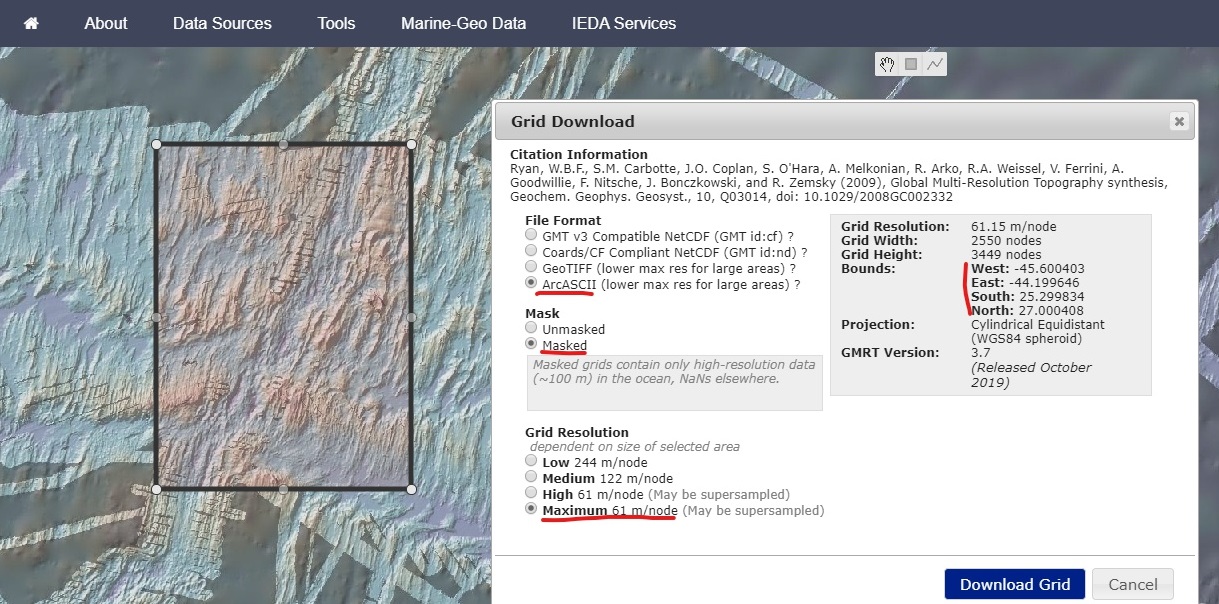 About Data Sources Tools Marine-Geo Data IEDA Services
Grid Download
Citation Information
Ryan, W.B.F., S.M. Carbotte, J.O. Coplan, S. O'Hara, A. Melkonian, R. Arko, R.A. Weissel, V. Ferrini, A.
Goodwillie, F. Nitsche, J. Bonczkowski, and R. Zemsky (2009), Global Multi-Resolution Topography synthesis,
Geochem. Geophys. Geosyst., 10, Q03014, doi: 10.1029/2008GC002332
File Format
GMT v3 Compatible NetCDF (GMT id:cf) ?
Coards/CF Compliant NetCDF (GMT id:nd) ?
GeoTIFF (lower max res for large areas) ?
ArcASCII (lower max res for large areas) ?
Mask
Unmasked
Masked
Masked grids contain only high-resolution data
(~100 m) in the ocean, NaNs elsewhere.
Grid Resolution
dependent on size of selected area
Low 244 m/node
Medium 122 m/node
High 61 m/node (May be supersampled)
Maximum 61 m/node (May be supersampled)
Grid Resolution: 61.15 m/node
Grid Width: 2550 nodes
Grid Height: 3449 nodes
Bounds: West: -45.600403
East: -44.199646
South: 25.299834
North: 27.000408
Projection: Cylindrical Equidistant
(WGS84 spheroid)
GMRT Version: 3.7
(Released October
2019)
Download Grid Cancel